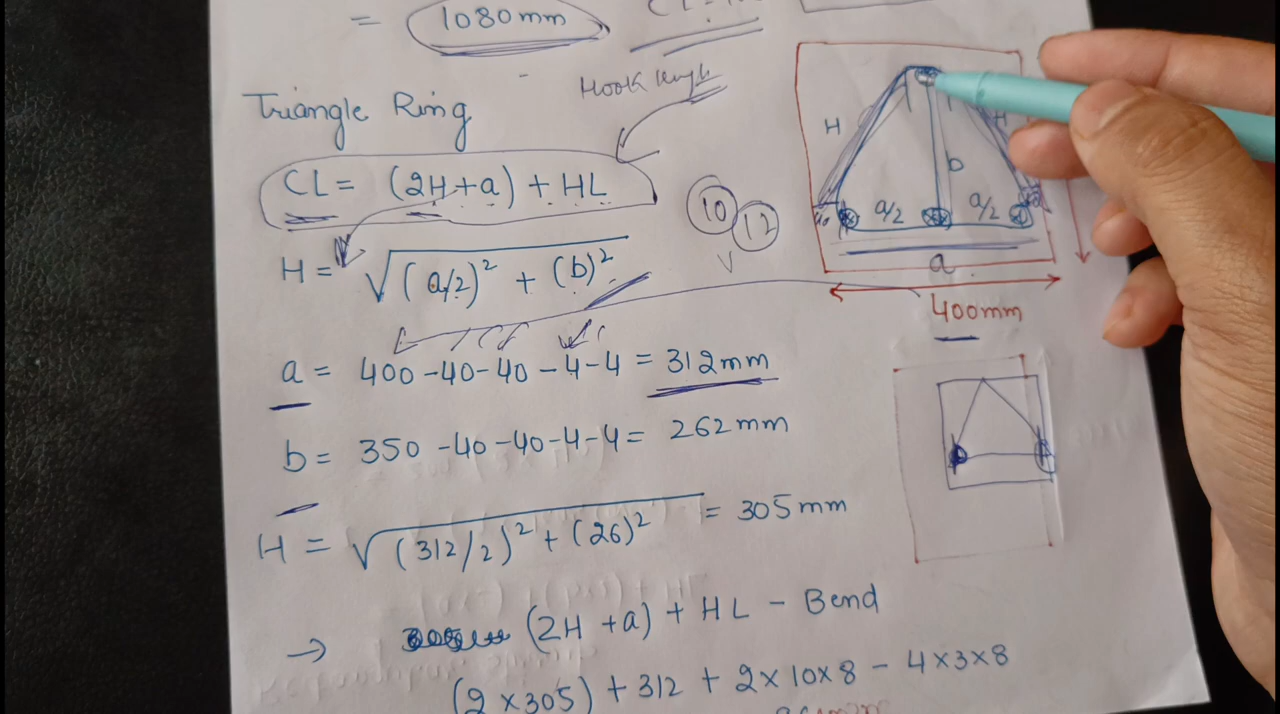 = 1080mm
Hook length
Triangle Ring
CL = (2H+a) + HL
10
12
H = √(a/2)² + (b)²
H
H
b
a/2
a/2
a
400mm
a = 400 -40-40 -4-4 = 312mm
b = 350 -40-40-4-4 = 262mm
H = √(312/2)² + (26)² = 305mm
→ (2H +a) + HL - Bend
(2 ×305) + 312 + 2×10×8 - 4×3×8